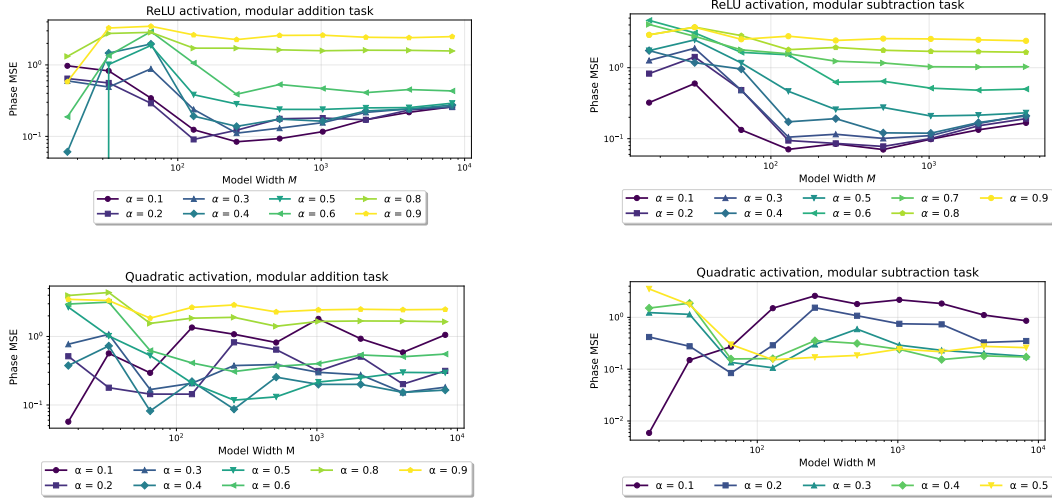 ReLU activation, modular addition task
Phase MSE
10⁰
10⁻¹
10²
10³
10⁴
Model Width M
α = 0.1
α = 0.3
α = 0.5
α = 0.8
α = 0.9
α = 0.2
α = 0.4
α = 0.6
ReLU activation, modular subtraction task
Phase MSE
10⁰
10⁻¹
10²
10³
Model Width M
α = 0.1
α = 0.3
α = 0.5
α = 0.7
α = 0.9
α = 0.2
α = 0.4
α = 0.6
α = 0.8
Quadratic activation, modular addition task
Phase MSE
10⁰
10⁻¹
10²
10³
10⁴
Model Width M
α = 0.1
α = 0.3
α = 0.5
α = 0.8
α = 0.9
α = 0.2
α = 0.4
α = 0.6
Quadratic activation, modular subtraction task
Phase MSE
10⁰
10⁻¹
10⁻²
10²
10³
10⁴
Model Width M
α = 0.1
α = 0.2
α = 0.3
α = 0.4
α = 0.5